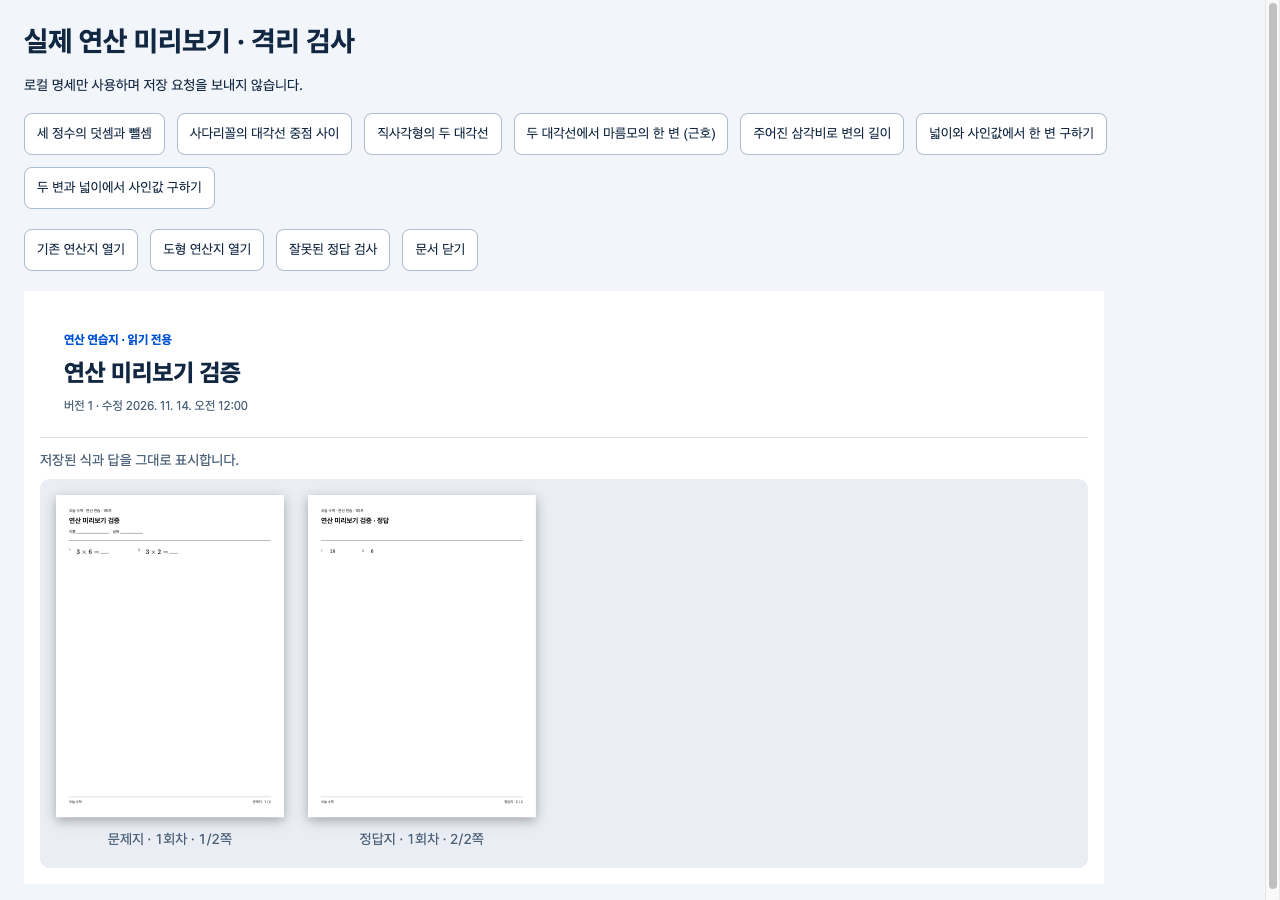 실제 연산 미리보기 · 격리 검사
로컬 명세만 사용하며 저장 요청을 보내지 않습니다.
세 정수의 덧셈과 뺄셈
사다리꼴의 대각선 중점 사이
직사각형의 두 대각선
두 대각선에서 마름모의 한 변 (근호)
주어진 삼각비로 변의 길이
넓이와 사인값에서 한 변 구하기
두 변과 넓이에서 사인값 구하기
기존 연산지 열기
도형 연산지 열기
잘못된 정답 검사
문서 닫기
연산 연습지 · 읽기 전용
연산 미리보기 검증
버전 1 · 수정 2026. 11. 14. 오전 12:00
저장된 식과 답을 그대로 표시합니다.
연산 미리보기 검증
1 3 × 6 =
2 3 × 2 =
문제지 · 1회차 · 1/2쪽
연산 미리보기 검증 · 정답
1 18
2 6
정답지 · 1회차 · 2/2쪽